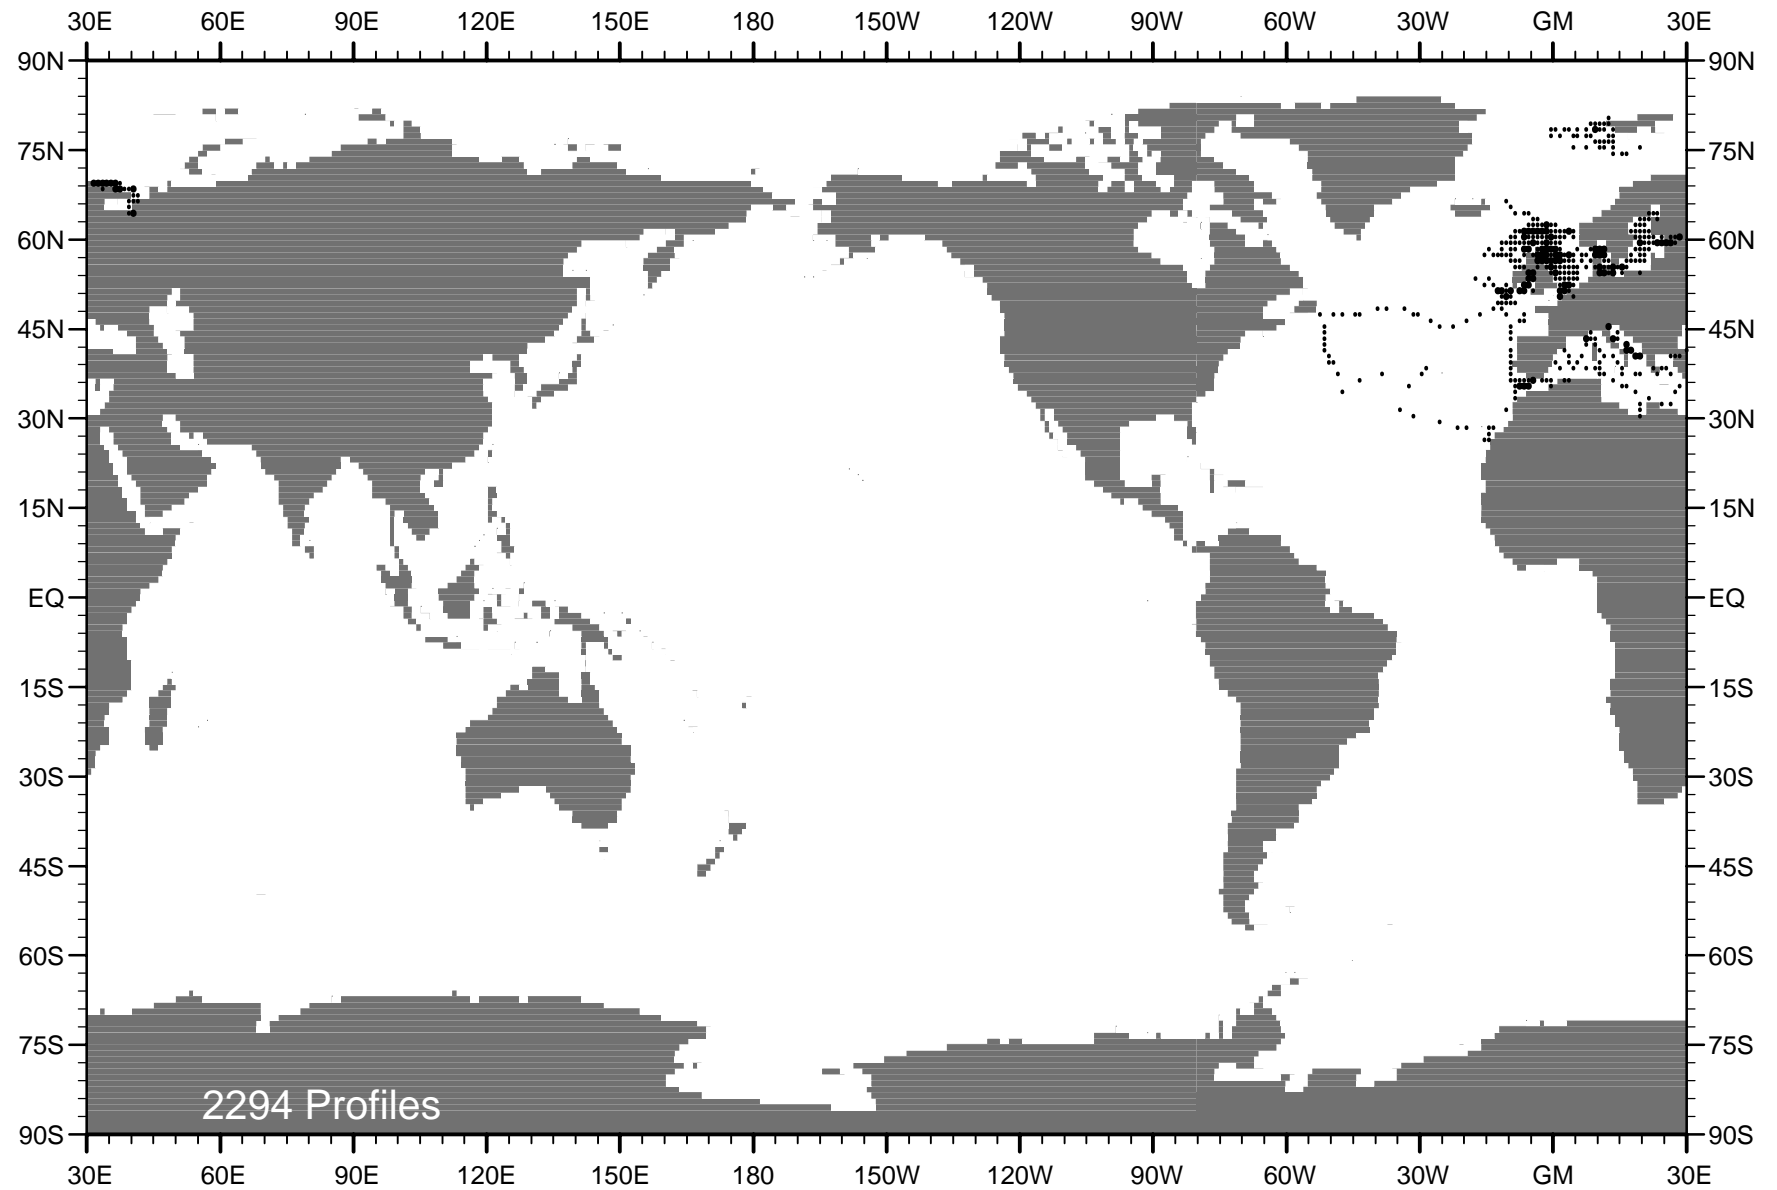 30E 60E 90E 120E 150E 180 150W 120W 90W 60W 30W GM 30E
90N 90N
75N 75N
60N 60N
45N 45N
30N 30N
15N 15N
EQ EQ
15S 15S
30S 30S
45S 45S
60S 60S
75S 75S
2294 Profiles
90S 90S
30E 60E 90E 120E 150E 180 150W 120W 90W 60W 30W GM 30E